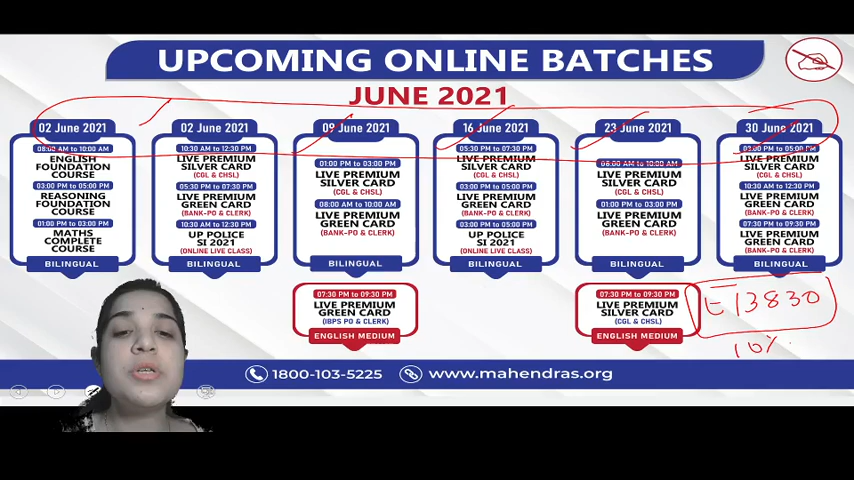 UPCOMING ONLINE BATCHES
JUNE 2021
02 June 2021
08:00 AM to 10:00 AM
ENGLISH
FOUNDATION
COURSE
03:00 PM to 05:00 PM
REASONING
FOUNDATION
COURSE
01:00 PM to 03:00 PM
MATHS
COMPLETE
COURSE
BILINGUAL
02 June 2021
10:30 AM to 12:30 PM
LIVE PREMIUM
SILVER CARD
(CGL & CHSL)
05:30 PM to 07:30 PM
LIVE PREMIUM
GREEN CARD
(BANK-PO & CLERK)
10:30 AM to 12:30 PM
UP POLICE
SI 2021
(ONLINE LIVE CLASS)
BILINGUAL
09 June 2021
01:00 PM to 03:00 PM
LIVE PREMIUM
SILVER CARD
(CGL & CHSL)
08:00 AM to 10:00 AM
LIVE PREMIUM
GREEN CARD
(BANK-PO & CLERK)
BILINGUAL
07:30 PM to 09:30 PM
LIVE PREMIUM
GREEN CARD
(IBPS PO & CLERK)
ENGLISH MEDIUM
16 June 2021
05:30 PM to 07:30 PM
LIVE PREMIUM
SILVER CARD
(CGL & CHSL)
03:00 PM to 05:00 PM
LIVE PREMIUM
GREEN CARD
(BANK-PO & CLERK)
01:00 PM to 03:00 PM
UP POLICE
SI 2021
(ONLINE LIVE CLASS)
BILINGUAL
23 June 2021
08:00 AM to 10:00 AM
LIVE PREMIUM
SILVER CARD
(CGL & CHSL)
01:00 PM to 03:00 PM
LIVE PREMIUM
GREEN CARD
(BANK-PO & CLERK)
BILINGUAL
07:30 PM to 09:30 PM
LIVE PREMIUM
SILVER CARD
(CGL & CHSL)
ENGLISH MEDIUM
30 June 2021
03:00 PM to 05:00 PM
LIVE PREMIUM
SILVER CARD
(CGL & CHSL)
10:30 AM to 12:30 PM
LIVE PREMIUM
GREEN CARD
(BANK-PO & CLERK)
07:30 PM to 09:30 PM
LIVE PREMIUM
GREEN CARD
(BANK-PO & CLERK)
BILINGUAL
E13830
10%
1800-103-5225
www.mahendras.org